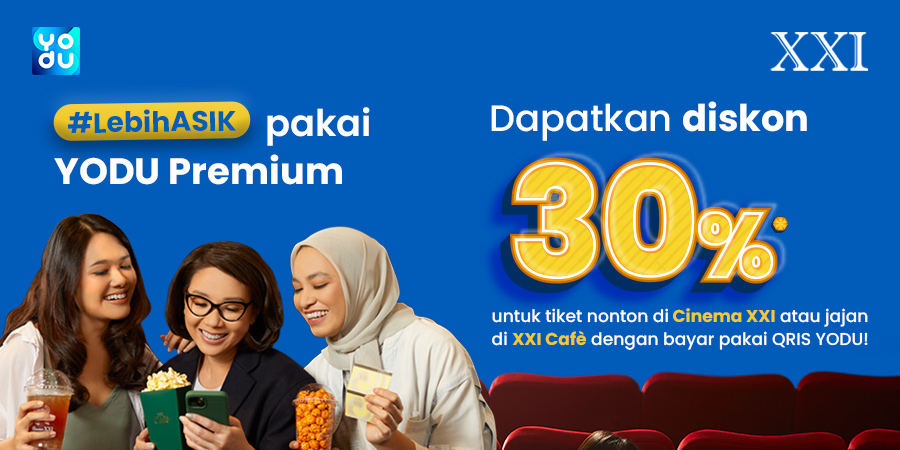 YODU
XXI
#LebihASIK pakai
YODU Premium
Dapatkan diskon
30%*
untuk tiket nonton di Cinema XXI atau jajan
di XXI Cafè dengan bayar pakai QRIS YODU!